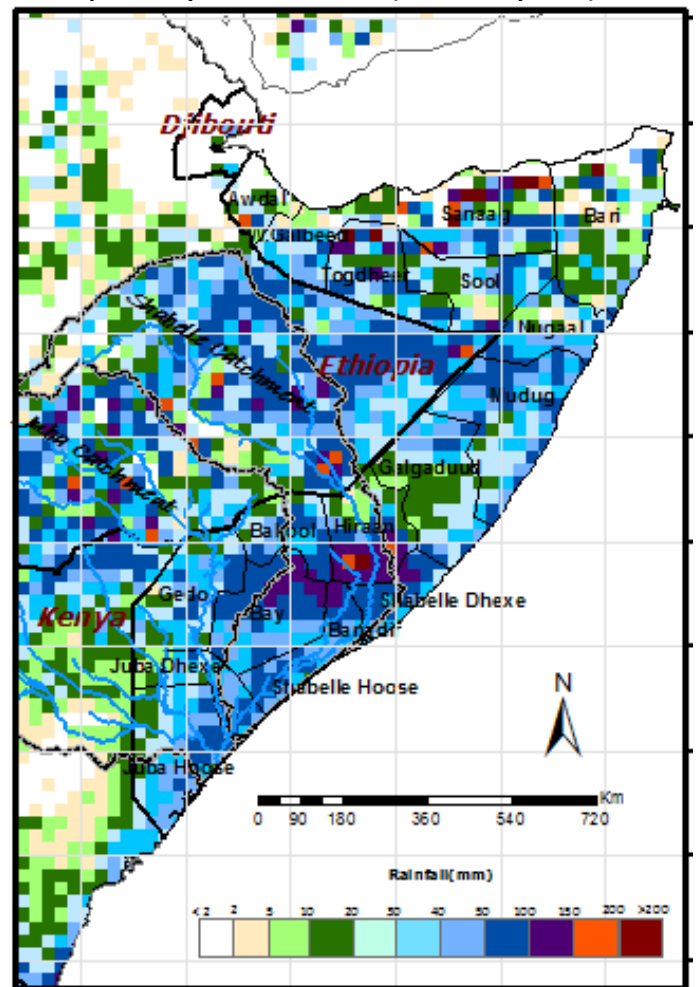 Djibouti
Awdal
Sanaag
Bari
W.Galbeed
Togdheer
Sool
Shabelle Catchment
Nugaal
Ethiopia
Mudug
Juba Catchment
Galgaduud
Bakool
Hiraan
Gedo
Kenya
Bay
Shabelle Dhexe
Banadir
Juba Dhexe
Shabelle Hoose
N
Juba Hoose
Km
0 90 180 360 540 720
Rainfall(mm)
<2 2 5 10 20 30 40 50 100 150 200 >200